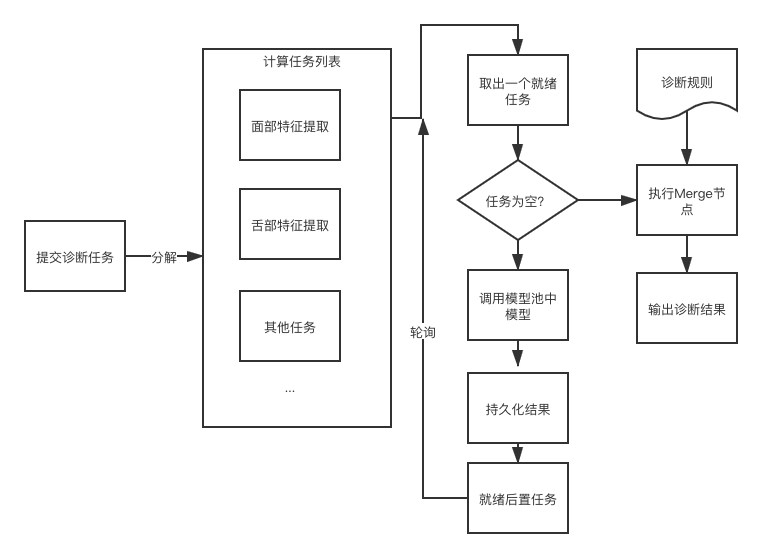 提交诊断任务
分解
计算任务列表
面部特征提取
舌部特征提取
其他任务
...
轮询
取出一个就绪
任务
任务为空?
调用模型池中
模型
持久化结果
就绪后置任务
诊断规则
执行Merge节
点
输出诊断结果